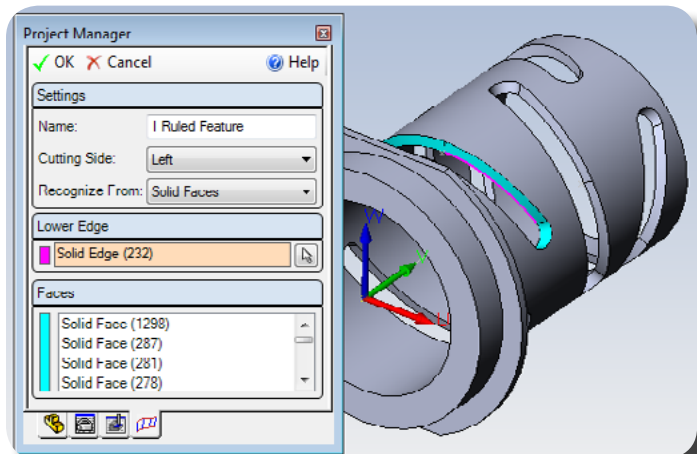 Project Manager
OK Cancel Help
Settings
Name: 1 Ruled Feature
Cutting Side: Left
Recognize From: Solid Faces
Lower Edge
Solid Edge (232)
Faces
Solid Face (1298)
Solid Face (287)
Solid Face (281)
Solid Face (278)
W
V
U